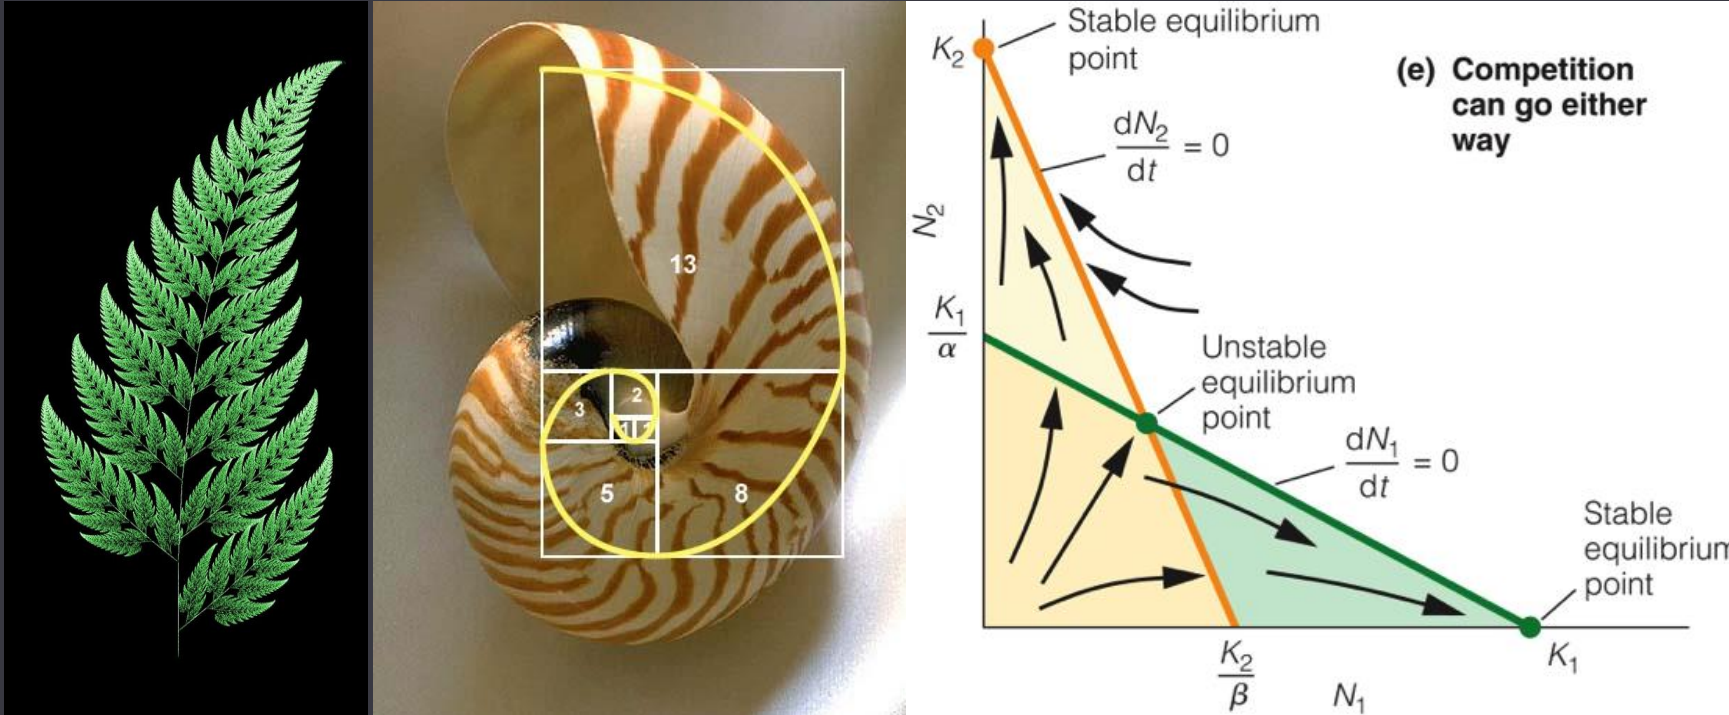 13
2
3
1 1
5
8
Stable equilibrium
point
K₂
(e) Competition
can go either
way
dN₂
dt
= 0
N₂
K₁
α
Unstable
equilibrium
point
dN₁
dt
= 0
Stable
equilibrium
point
K₂
β
N₁
K₁